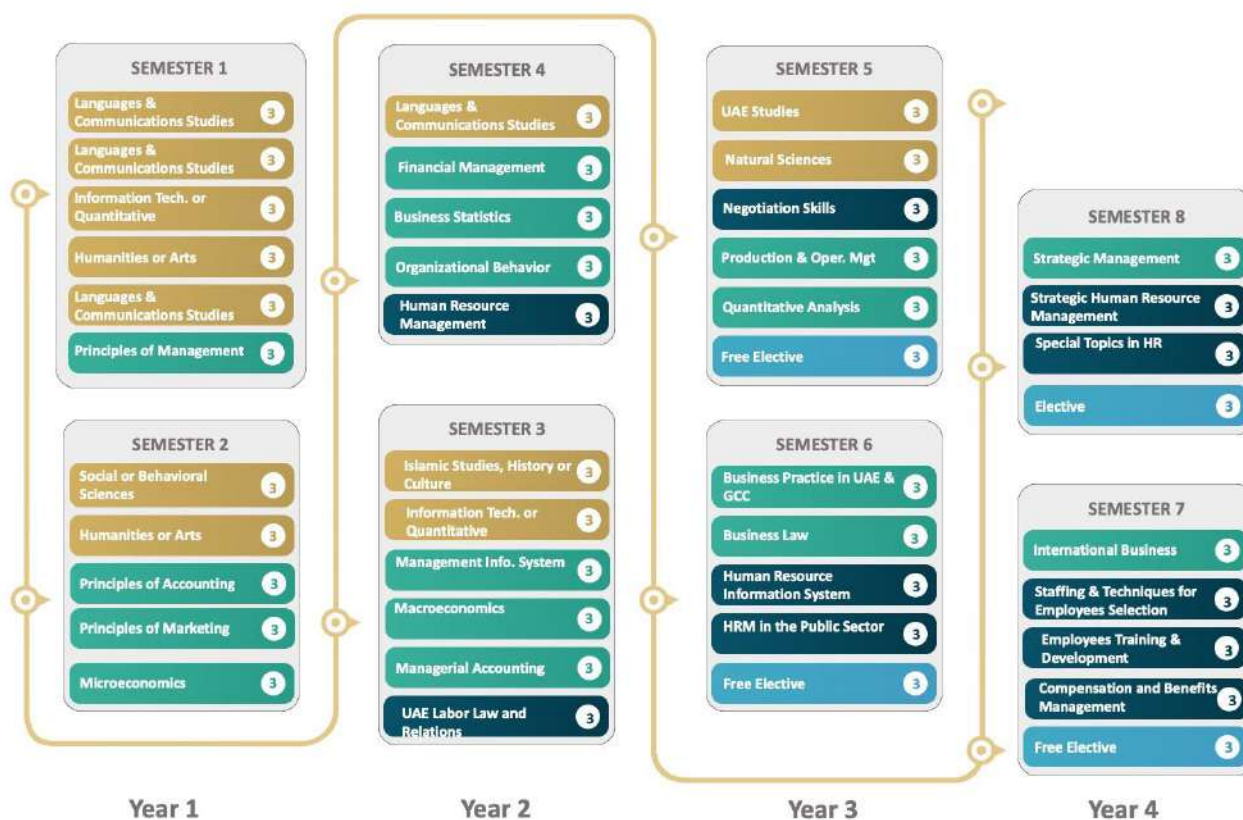 SEMESTER 1
Languages &
Communications Studies
3
Languages &
Communications Studies
3
Information Tech. or
Quantitative
3
Humanities or Arts
3
Languages &
Communications Studies
3
Principles of Management
3
SEMESTER 2
Social or Behavioral
Sciences
3
Humanities or Arts
3
Principles of Accounting
3
Principles of Marketing
3
Microeconomics
3
Year 1
SEMESTER 4
Languages &
Communications Studies
3
Financial Management
3
Business Statistics
3
Organizational Behavior
3
Human Resource
Management
3
SEMESTER 3
Islamic Studies, History or
Culture
3
Information Tech. or
Quantitative
3
Management Info. System
3
Macroeconomics
3
Managerial Accounting
3
UAE Labor Law and
Relations
3
Year 2
SEMESTER 5
UAE Studies
3
Natural Sciences
3
Negotiation Skills
3
Production & Oper. Mgt
3
Quantitative Analysis
3
Free Elective
3
SEMESTER 6
Business Practice in UAE &
GCC
3
Business Law
3
Human Resource
Information System
3
HRM in the Public Sector
3
Free Elective
3
Year 3
SEMESTER 8
Strategic Management
3
Strategic Human Resource
Management
3
Special Topics in HR
3
Elective
3
SEMESTER 7
International Business
3
Staffing & Techniques for
Employees Selection
3
Employees Training &
Development
3
Compensation and Benefits
Management
3
Free Elective
3
Year 4